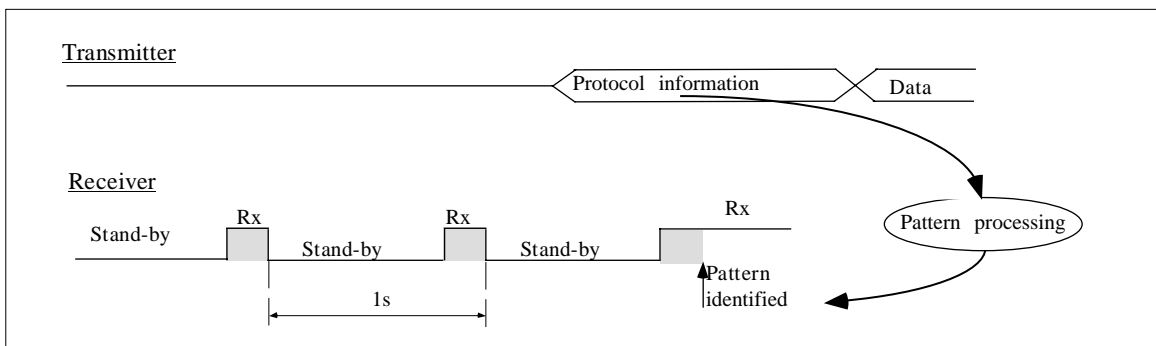 Transmitter
Protocol information
Data
Receiver
Rx
Rx
Rx
Stand-by
Stand-by
Stand-by
Pattern processing
Pattern
identified
1s